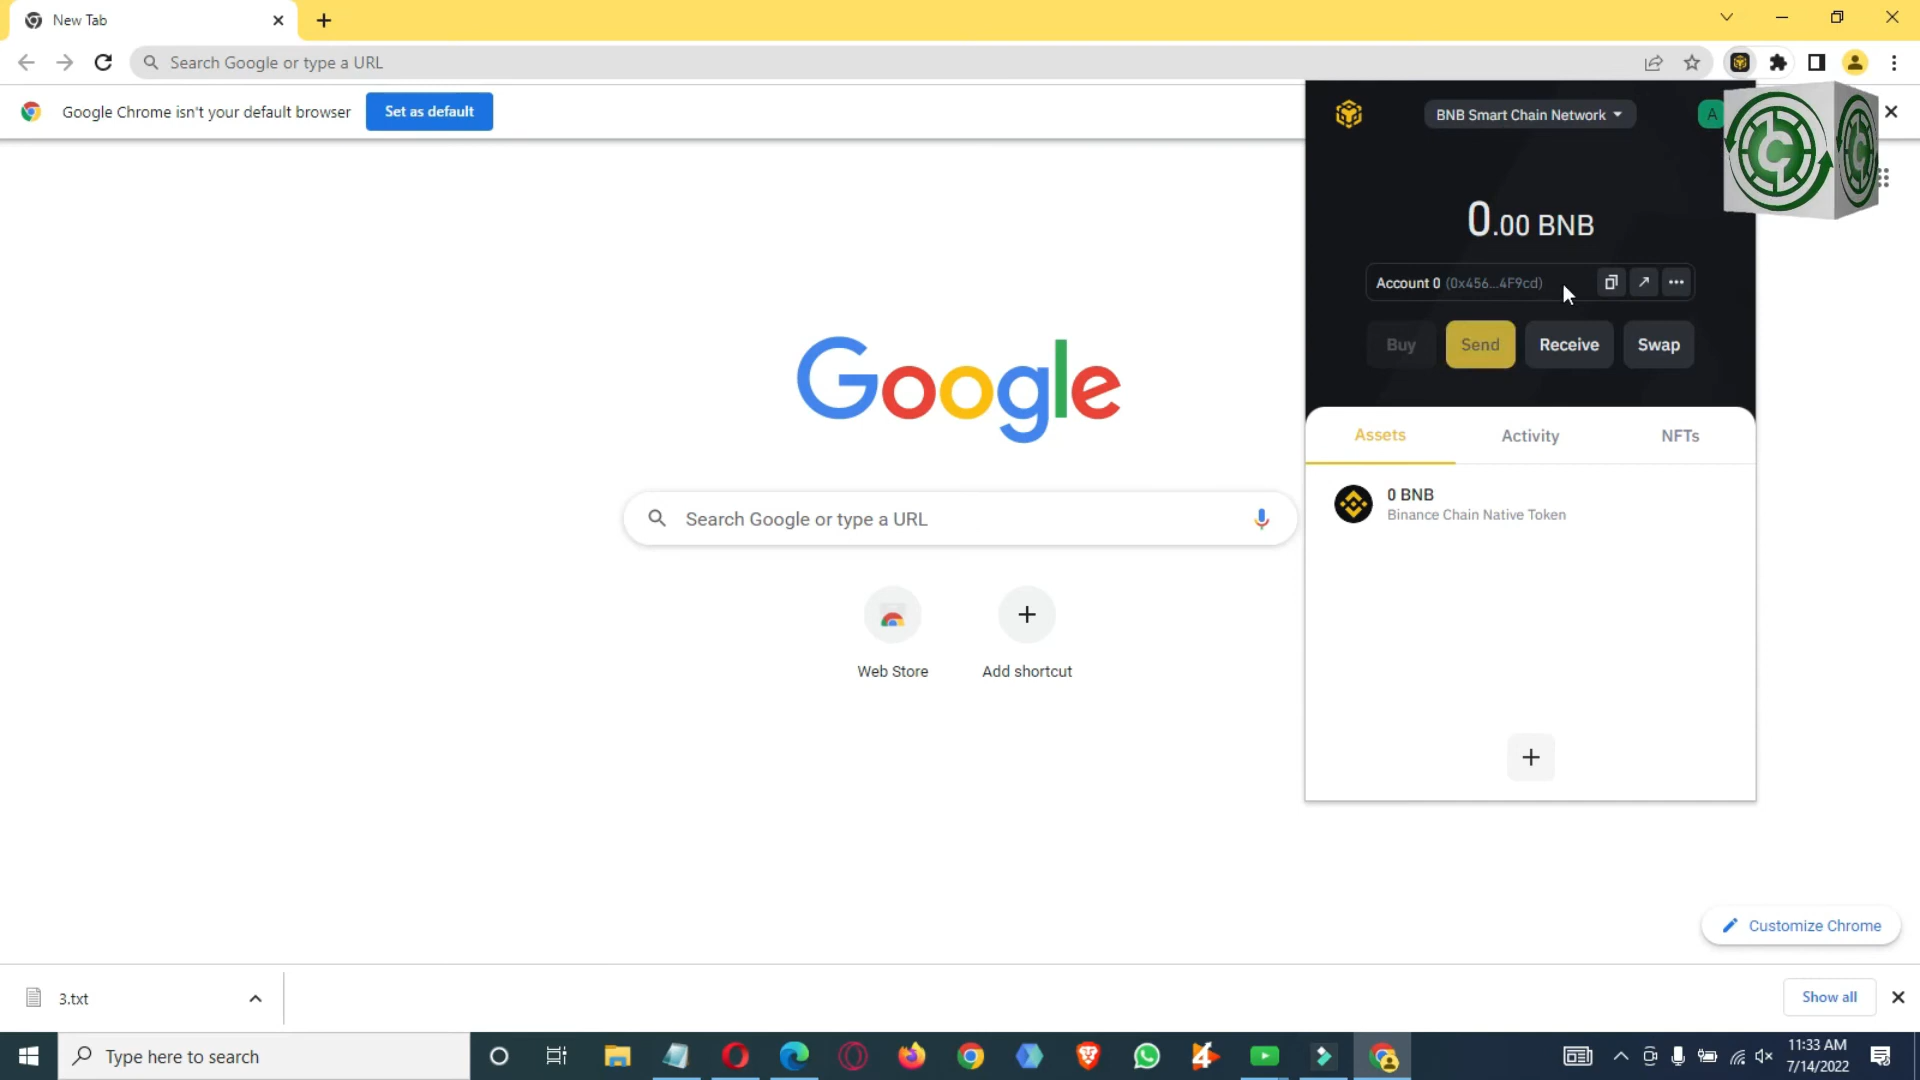 New Tab
Search Google or type a URL
Google Chrome isn't your default browser
Set as default
BNB Smart Chain Network
A
0.00 BNB
Account 0 (0x456...4F9cd)
Buy
Send
Receive
Swap
Assets
Activity
NFTs
0 BNB
Binance Chain Native Token
Google
Search Google or type a URL
Web Store
Add shortcut
Customize Chrome
3.txt
Show all
Type here to search
11:33 AM
7/14/2022